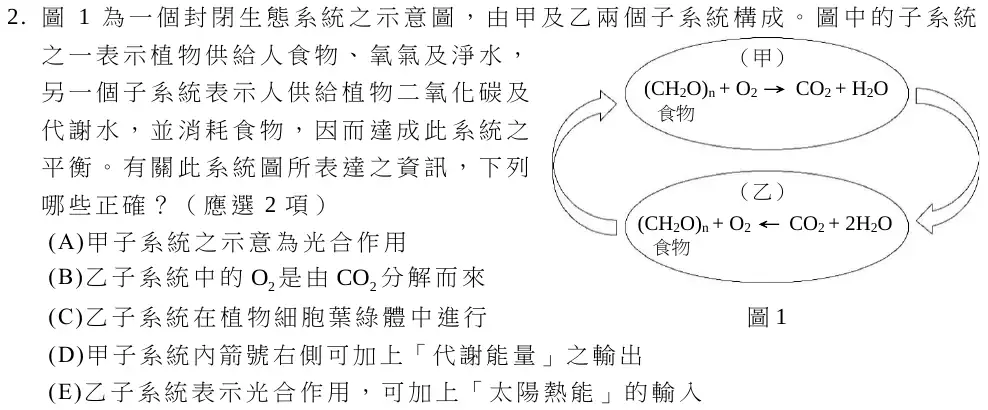 2. 圖 1 為一個封閉生態系統之示意圖，由甲及乙兩個子系統構成。圖中的子系統
之一表示植物供給人食物、氧氣及淨水，
另一個子系統表示人供給植物二氧化碳及
代謝水，並消耗食物，因而達成此系統之
平衡。有關此系統圖所表達之資訊，下列
哪些正確？（應選 2 項）
(A)甲子系統之示意為光合作用
(B)乙子系統中的 O₂是由 CO₂分解而來
(C)乙子系統在植物細胞葉綠體中進行
(D)甲子系統內箭號右側可加上「代謝能量」之輸出
(E)乙子系統表示光合作用，可加上「太陽熱能」的輸入
（甲）
(CH₂O)ₙ + O₂ → CO₂ + H₂O
食物
（乙）
(CH₂O)ₙ + O₂ ← CO₂ + 2H₂O
食物
圖 1